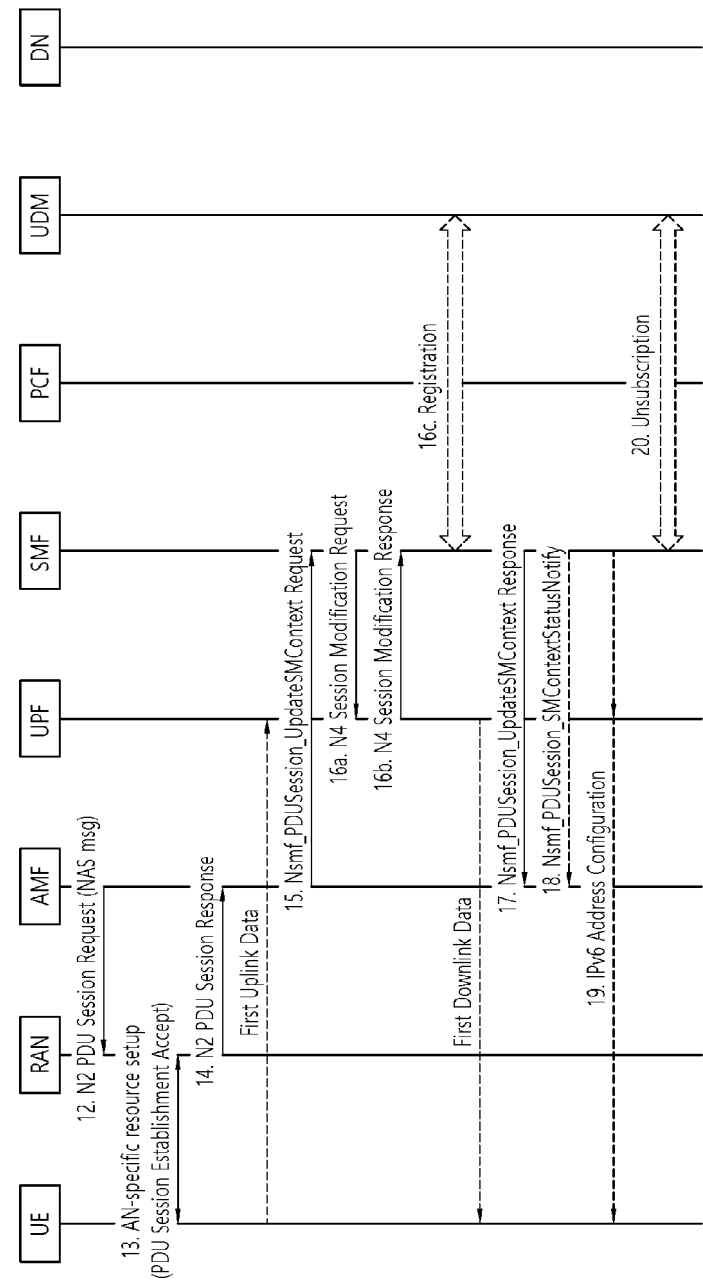 UE
RAN
AMF
UPF
SMF
PCF
UDM
DN
12. N2 PDU Session Request (NAS msg)
13. AN-specific resource setup
(PDU Session Establishment Accept)
14. N2 PDU Session Response
First Uplink Data
15. Nsmf_PDUSession_UpdateSMContext Request
16a. N4 Session Modification Request
16b. N4 Session Modification Response
16c. Registration
First Downlink Data
17. Nsmf_PDUSession_UpdateSMContext Response
18. Nsmf_PDUSession_SMContextStatusNotify
19. IPv6 Address Configuration
20. Unsubscription